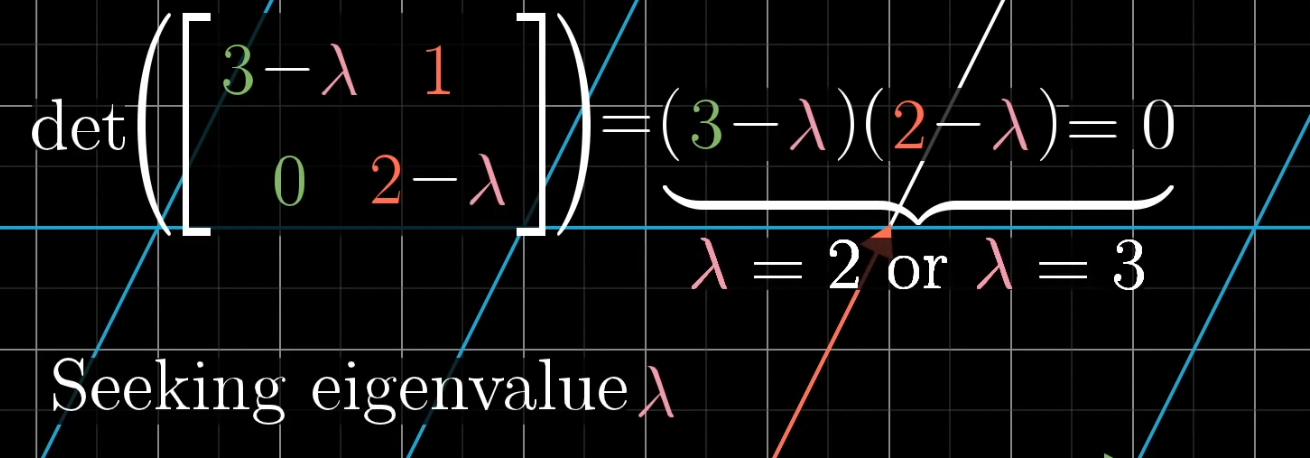 det([3−λ 1
0 2−λ])=(3−λ)(2−λ)= 0
λ = 2 or λ = 3
Seeking eigenvalue λ